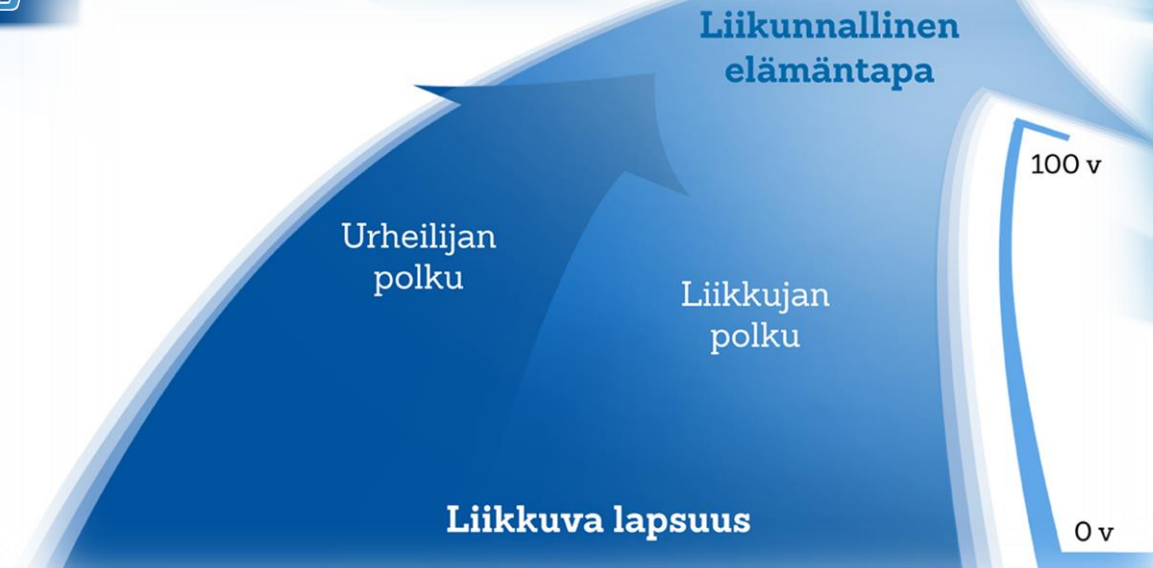 Liikunnallinen
elämäntapa
100 v
Urheilijan
polku
Liikkujan
polku
Liikkuva lapsuus
0 v